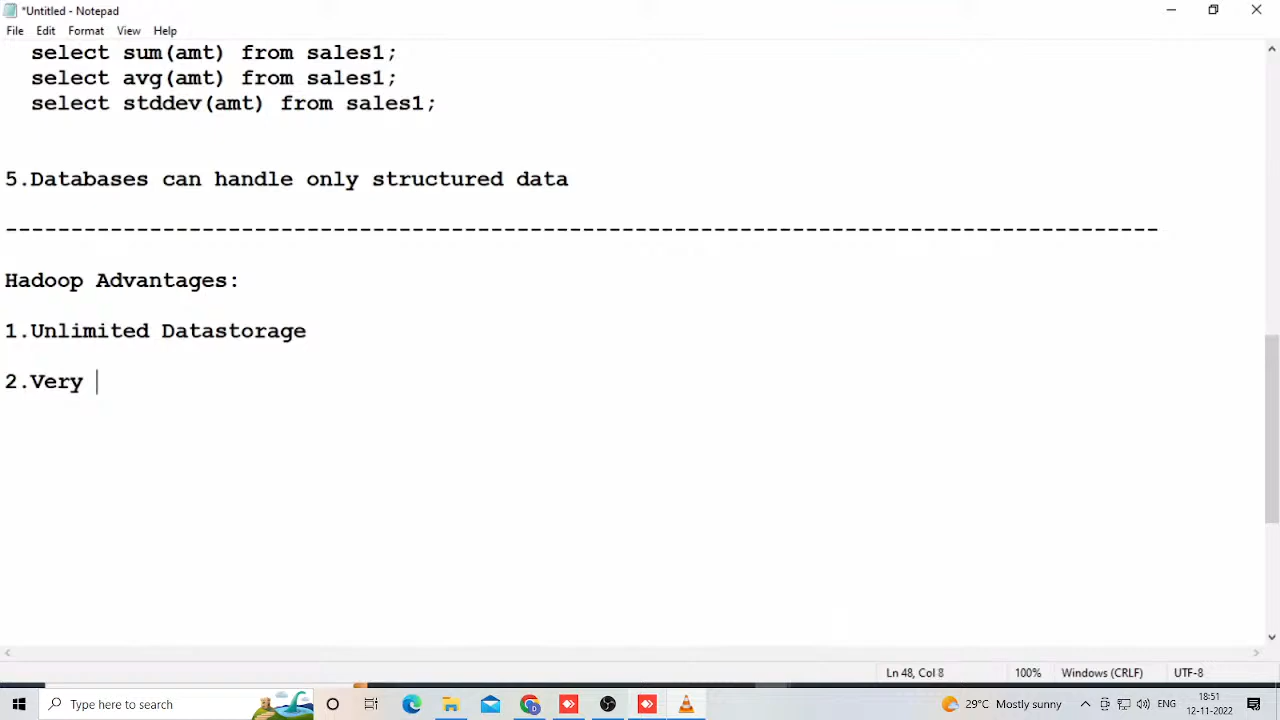 *Untitled - Notepad
File Edit Format View Help
select sum(amt) from sales1;
select avg(amt) from sales1;
select stddev(amt) from sales1;
5.Databases can handle only structured data
--------------------------------------------------------------------------------
Hadoop Advantages:
1.Unlimited Datastorage
2.Very
Ln 48, Col 8 100% Windows (CRLF) UTF-8
Type here to search 29°C Mostly sunny ENG 18:51
12-11-2022